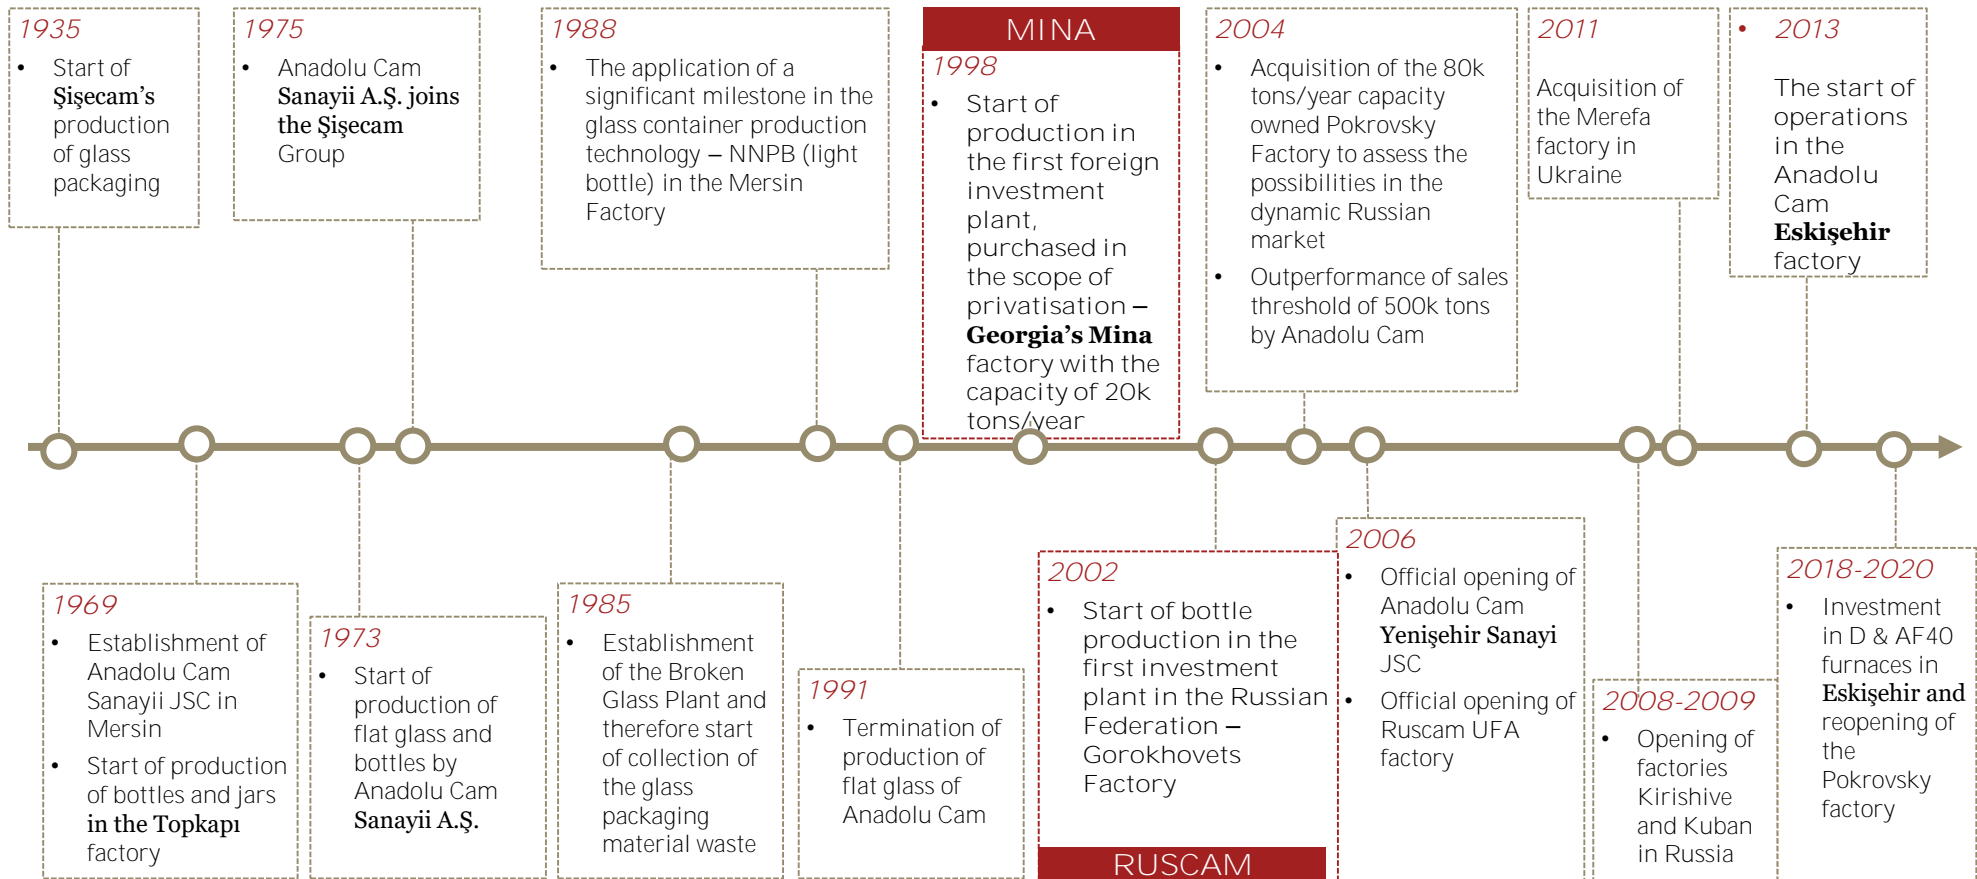 1935
• Start of
Şişecam's
production
of glass
packaging
1975
• Anadolu Cam
Sanayii A.Ş. joins
the Şişecam
Group
1988
• The application of a
significant milestone in the
glass container production
technology – NNPB (light
bottle) in the Mersin
Factory
MINA
1998
• Start of
production in
the first foreign
investment
plant,
purchased in
the scope of
privatisation –
Georgia's Mina
factory with the
capacity of 20k
tons/year
2004
• Acquisition of the 80k
tons/year capacity
owned Pokrovsky
Factory to assess the
possibilities in the
dynamic Russian
market
• Outperformance of sales
threshold of 500k tons
by Anadolu Cam
2011
Acquisition of
the Merefa
factory in
Ukraine
• 2013
The start of
operations
in the
Anadolu
Cam
Eskişehir
factory
1969
• Establishment of
Anadolu Cam
Sanayii JSC in
Mersin
• Start of production
of bottles and jars
in the Topkapı
factory
1973
• Start of
production of
flat glass and
bottles by
Anadolu Cam
Sanayii A.Ş.
1985
• Establishment
of the Broken
Glass Plant and
therefore start
of collection of
the glass
packaging
material waste
1991
• Termination of
production of
flat glass of
Anadolu Cam
2002
• Start of bottle
production in the
first investment
plant in the Russian
Federation –
Gorokhovets
Factory
RUSCAM
2006
• Official opening of
Anadolu Cam
Yenişehir Sanayi
JSC
• Official opening of
Ruscam UFA
factory
2008-2009
• Opening of
factories
Kirishive
and Kuban
in Russia
2018-2020
• Investment
in D & AF40
furnaces in
Eskişehir and
reopening of
the
Pokrovsky
factory